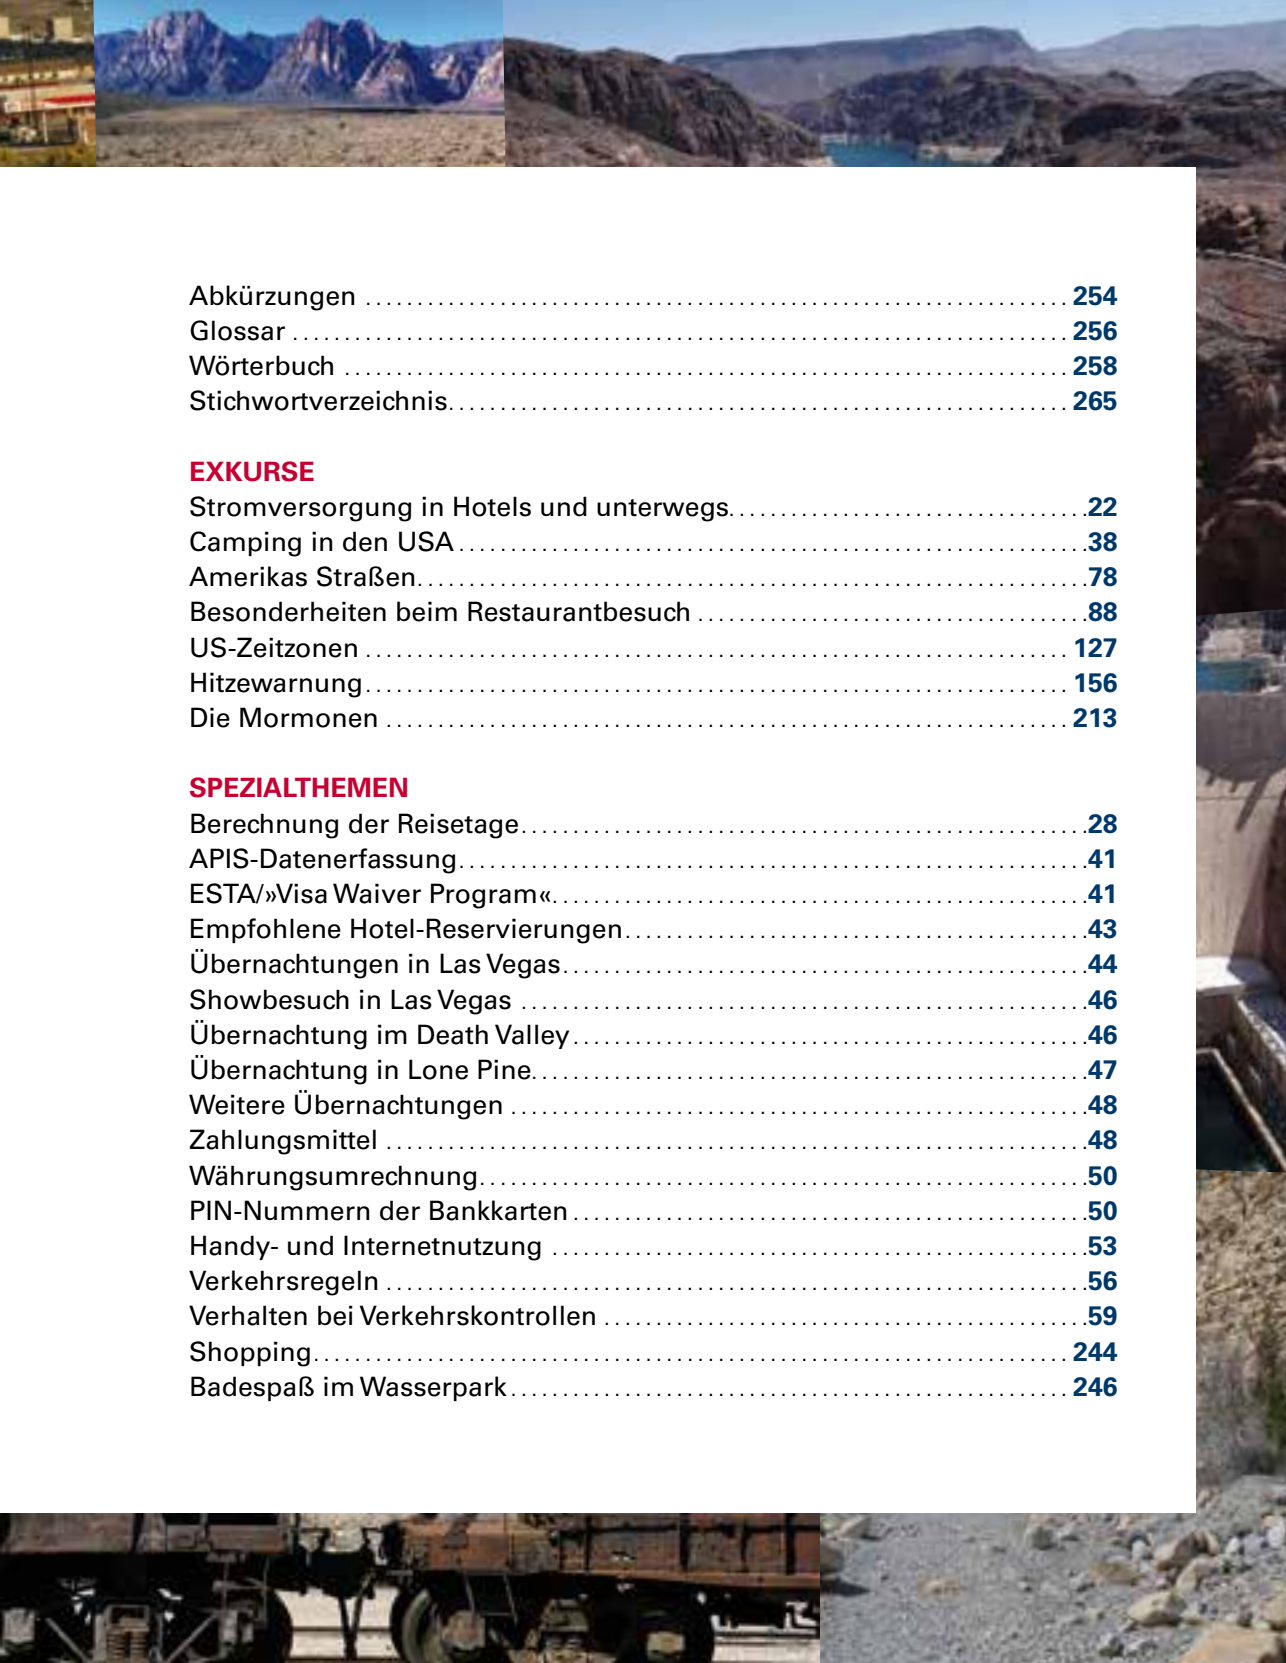 Abkürzungen ........................................................................ 254
Glossar ........................................................................ 256
Wörterbuch ........................................................................ 258
Stichwortverzeichnis ........................................................................ 265
EXKURSE
Stromversorgung in Hotels und unterwegs ........................................ 22
Camping in den USA ........................................ 38
Amerikas Straßen ........................................ 78
Besonderheiten beim Restaurantbesuch ........................................ 88
US-Zeitzonen ........................................ 127
Hitzewarnung ........................................ 156
Die Mormonen ........................................ 213
SPEZIALTHEMEN
Berechnung der Reisetage ........................................ 28
APIS-Datenerfassung ........................................ 41
ESTA/»Visa Waiver Program« ........................................ 41
Empfohlene Hotel-Reservierungen ........................................ 43
Übernachtungen in Las Vegas ........................................ 44
Showbesuch in Las Vegas ........................................ 46
Übernachtung im Death Valley ........................................ 46
Übernachtung in Lone Pine ........................................ 47
Weitere Übernachtungen ........................................ 48
Zahlungsmittel ........................................ 48
Währungsumrechnung ........................................ 50
PIN-Nummern der Bankkarten ........................................ 50
Handy- und Internetnutzung ........................................ 53
Verkehrsregeln ........................................ 56
Verhalten bei Verkehrskontrollen ........................................ 59
Shopping ........................................ 244
Badespaß im Wasserpark ........................................ 246